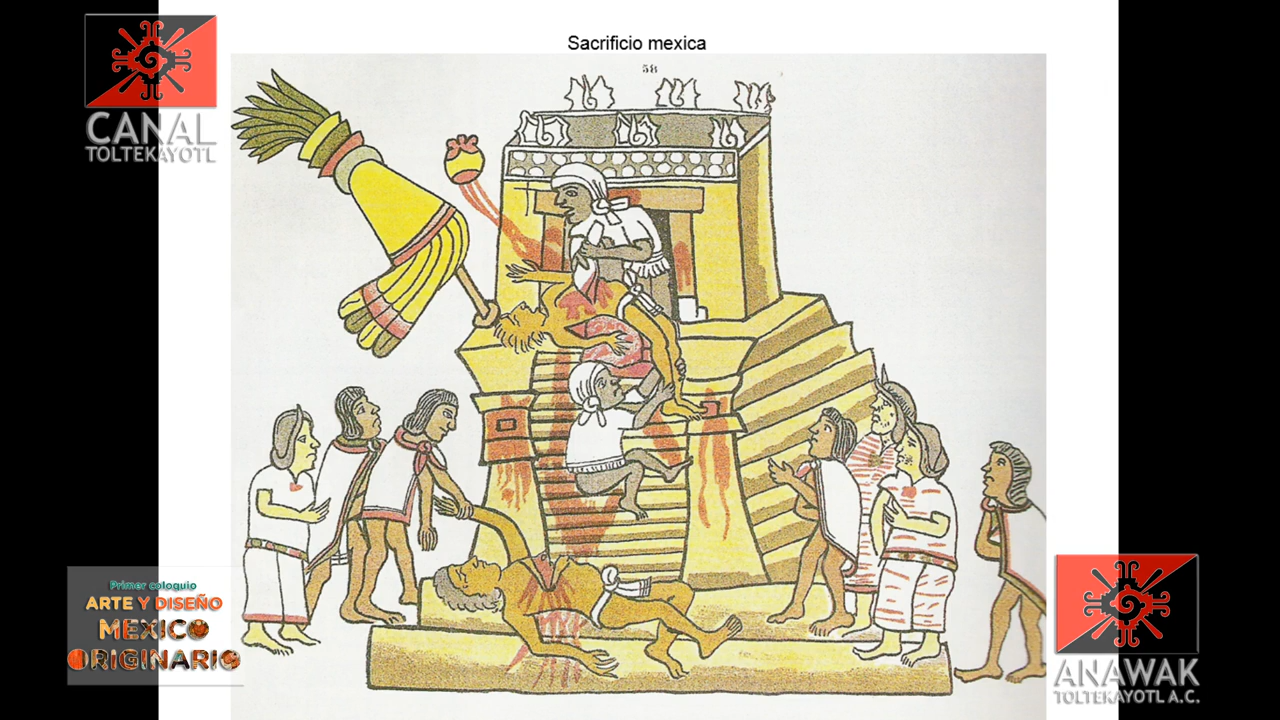 Sacrificio mexica
58
CANAL
TOLTEKAYOTL
Primer coloquio
ARTE Y DISEÑO
MEXICO
ORIGINARIO
ANAWAK
TOLTEKAYOTL A.C.